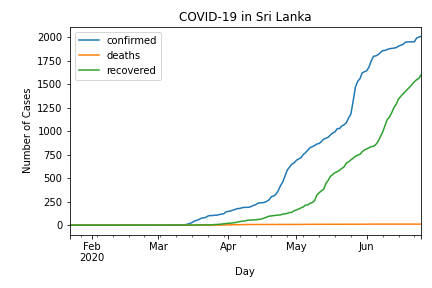 COVID-19 in Sri Lanka
confirmed
deaths
recovered
Number of Cases
2000
1750
1500
1250
1000
750
500
250
0
Feb
2020
Mar
Apr
May
Jun
Day